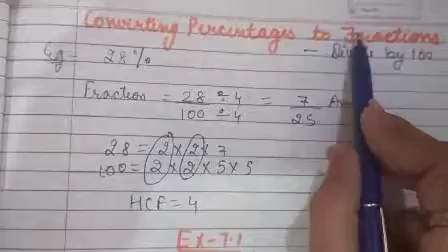 Converting Percentages to Fractions
Eg = 28% — Divide by 100
Fraction = 28 ÷ 4 / 100 ÷ 4 = 7 / 25 Ans
28 = 2 × 2 × 7
100 = 2 × 2 × 5 × 5
HCF = 4
Ex-7.1